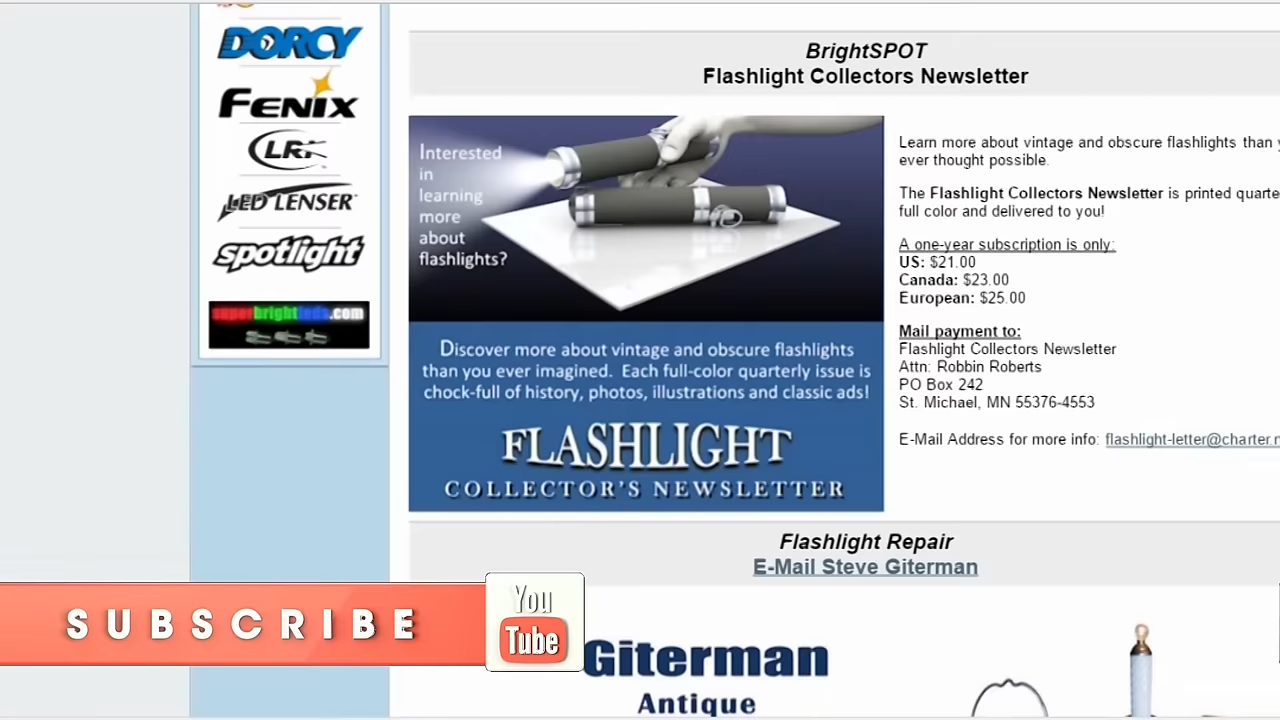 DORCY
FENIX
LRI
LED LENSER
spotlight
superbrightleds.com
BrightSPOT
Flashlight Collectors Newsletter
Interested
in
learning
more
about
flashlights?
Discover more about vintage and obscure flashlights
than you ever imagined. Each full-color quarterly issue is
chock-full of history, photos, illustrations and classic ads!
FLASHLIGHT
COLLECTOR'S NEWSLETTER
Learn more about vintage and obscure flashlights than
ever thought possible.
The Flashlight Collectors Newsletter is printed quarte
full color and delivered to you!
A one-year subscription is only:
US: $21.00
Canada: $23.00
European: $25.00
Mail payment to:
Flashlight Collectors Newsletter
Attn: Robbin Roberts
PO Box 242
St. Michael, MN 55376-4553
E-Mail Address for more info: flashlight-letter@charter.n
Flashlight Repair
E-Mail Steve Giterman
SUBSCRIBE
You
Tube
Giterman
Antique